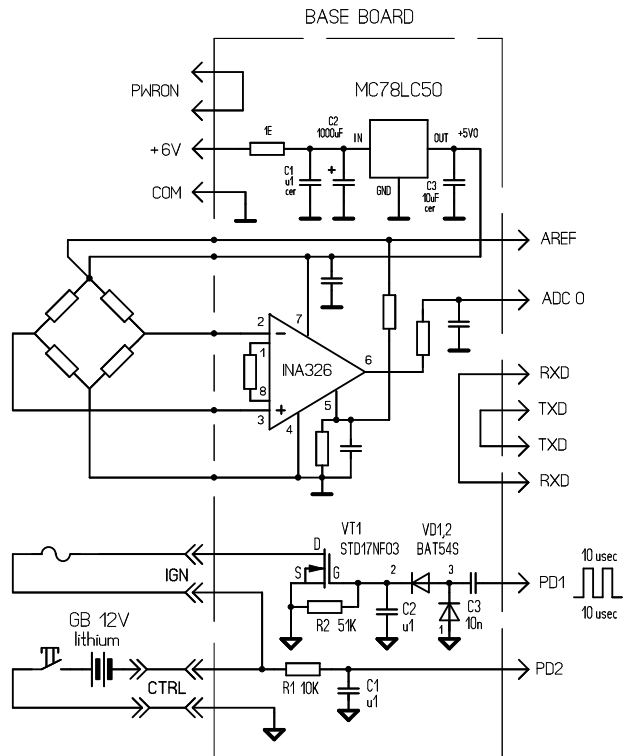 BASE BOARD
PWRON
MC78LC50
+6V
1E
C2
1000uF
IN
OUT
+5V0
C1
u1
cer
+
GND
C3
10uF
cer
COM
AREF
ADC 0
7
2
−
1
INA326
6
8
5
+
3
4
RXD
TXD
TXD
RXD
VT1
STD17NF03
VD1,2
BAT54S
D
S
G
IGN
2
3
PD1
10 usec
10 usec
R2 51K
C2
u1
1
C3
10n
GB 12V
lithium
CTRL
R1 10K
C1
u1
PD2